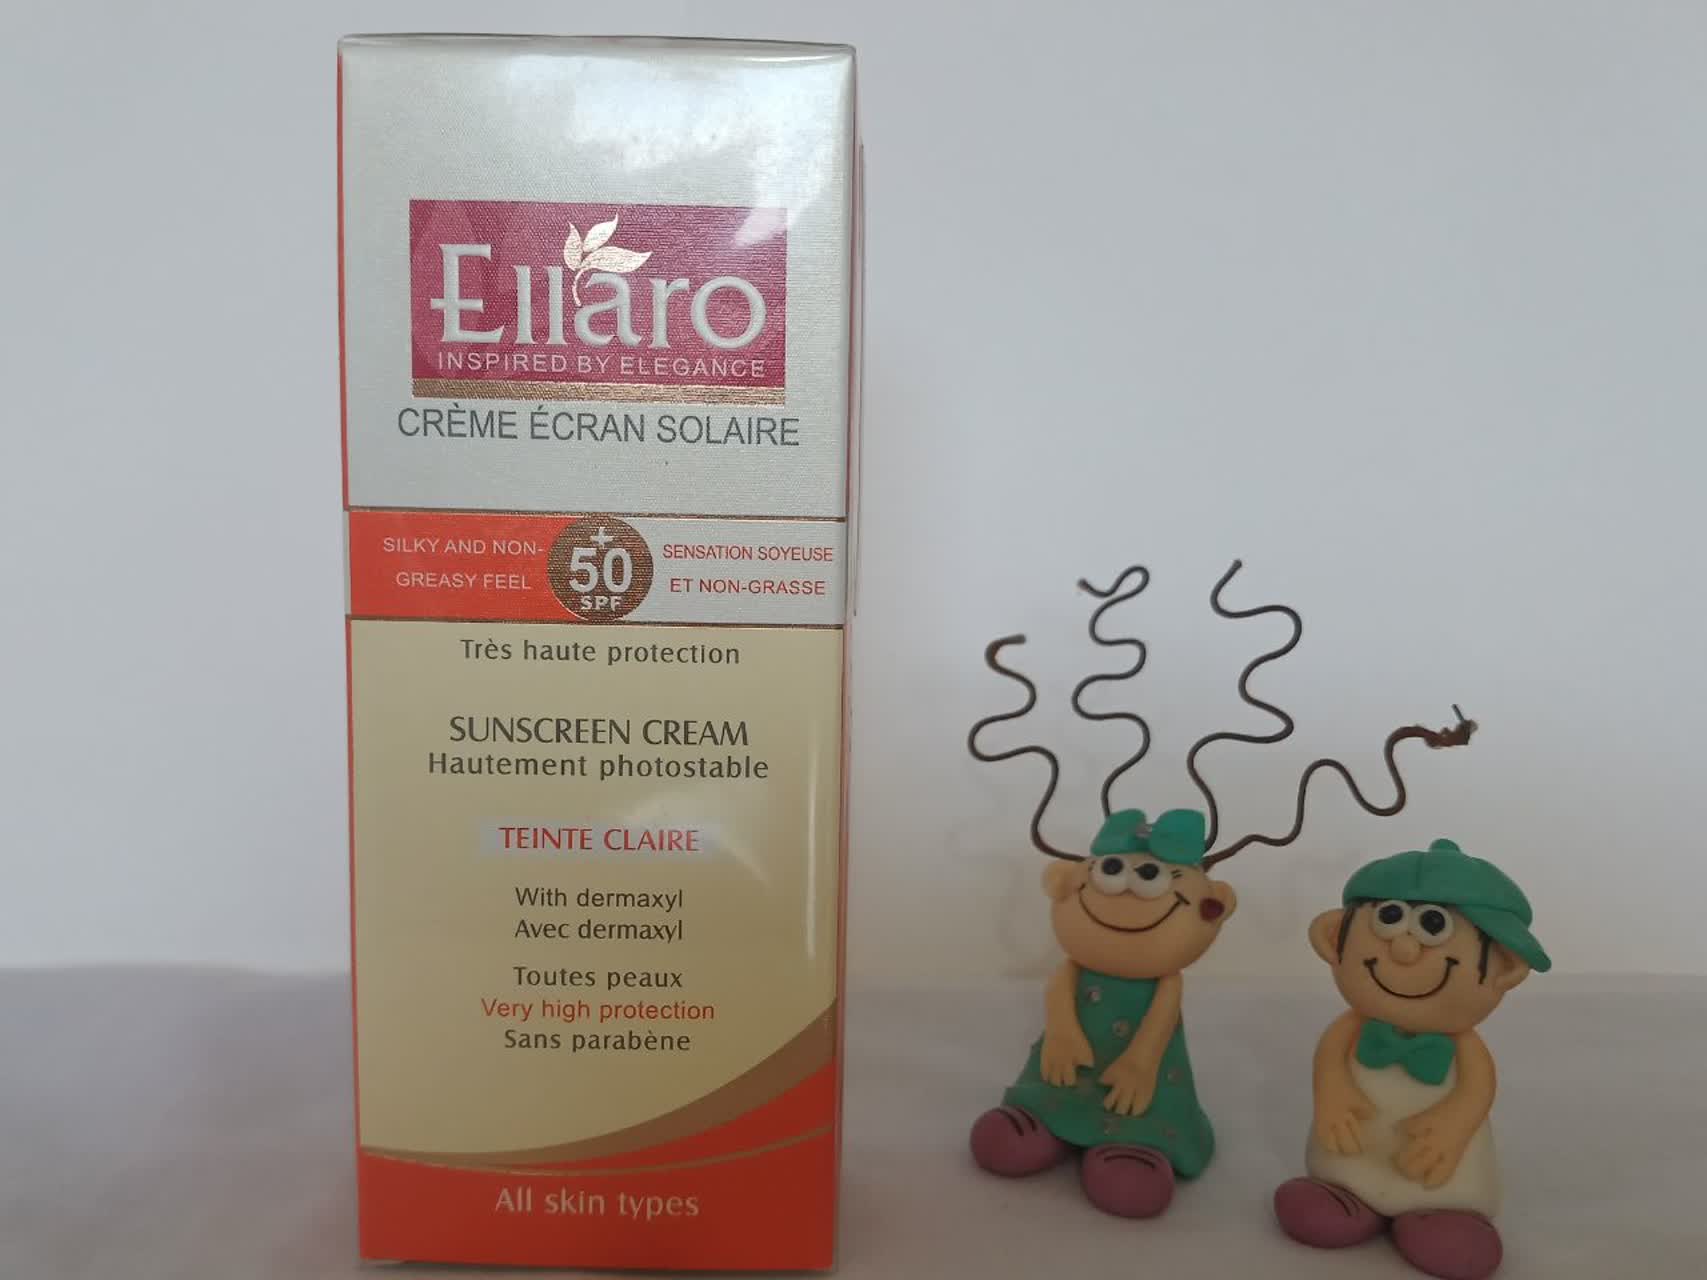 Ellaro
INSPIRED BY ELEGANCE
CRÈME ÉCRAN SOLAIRE
SILKY AND NON-
GREASY FEEL
+
50
SPF
SENSATION SOYEUSE
ET NON-GRASSE
Très haute protection
SUNSCREEN CREAM
Hautement photostable
TEINTE CLAIRE
With dermaxyl
Avec dermaxyl
Toutes peaux
Very high protection
Sans parabène
All skin types